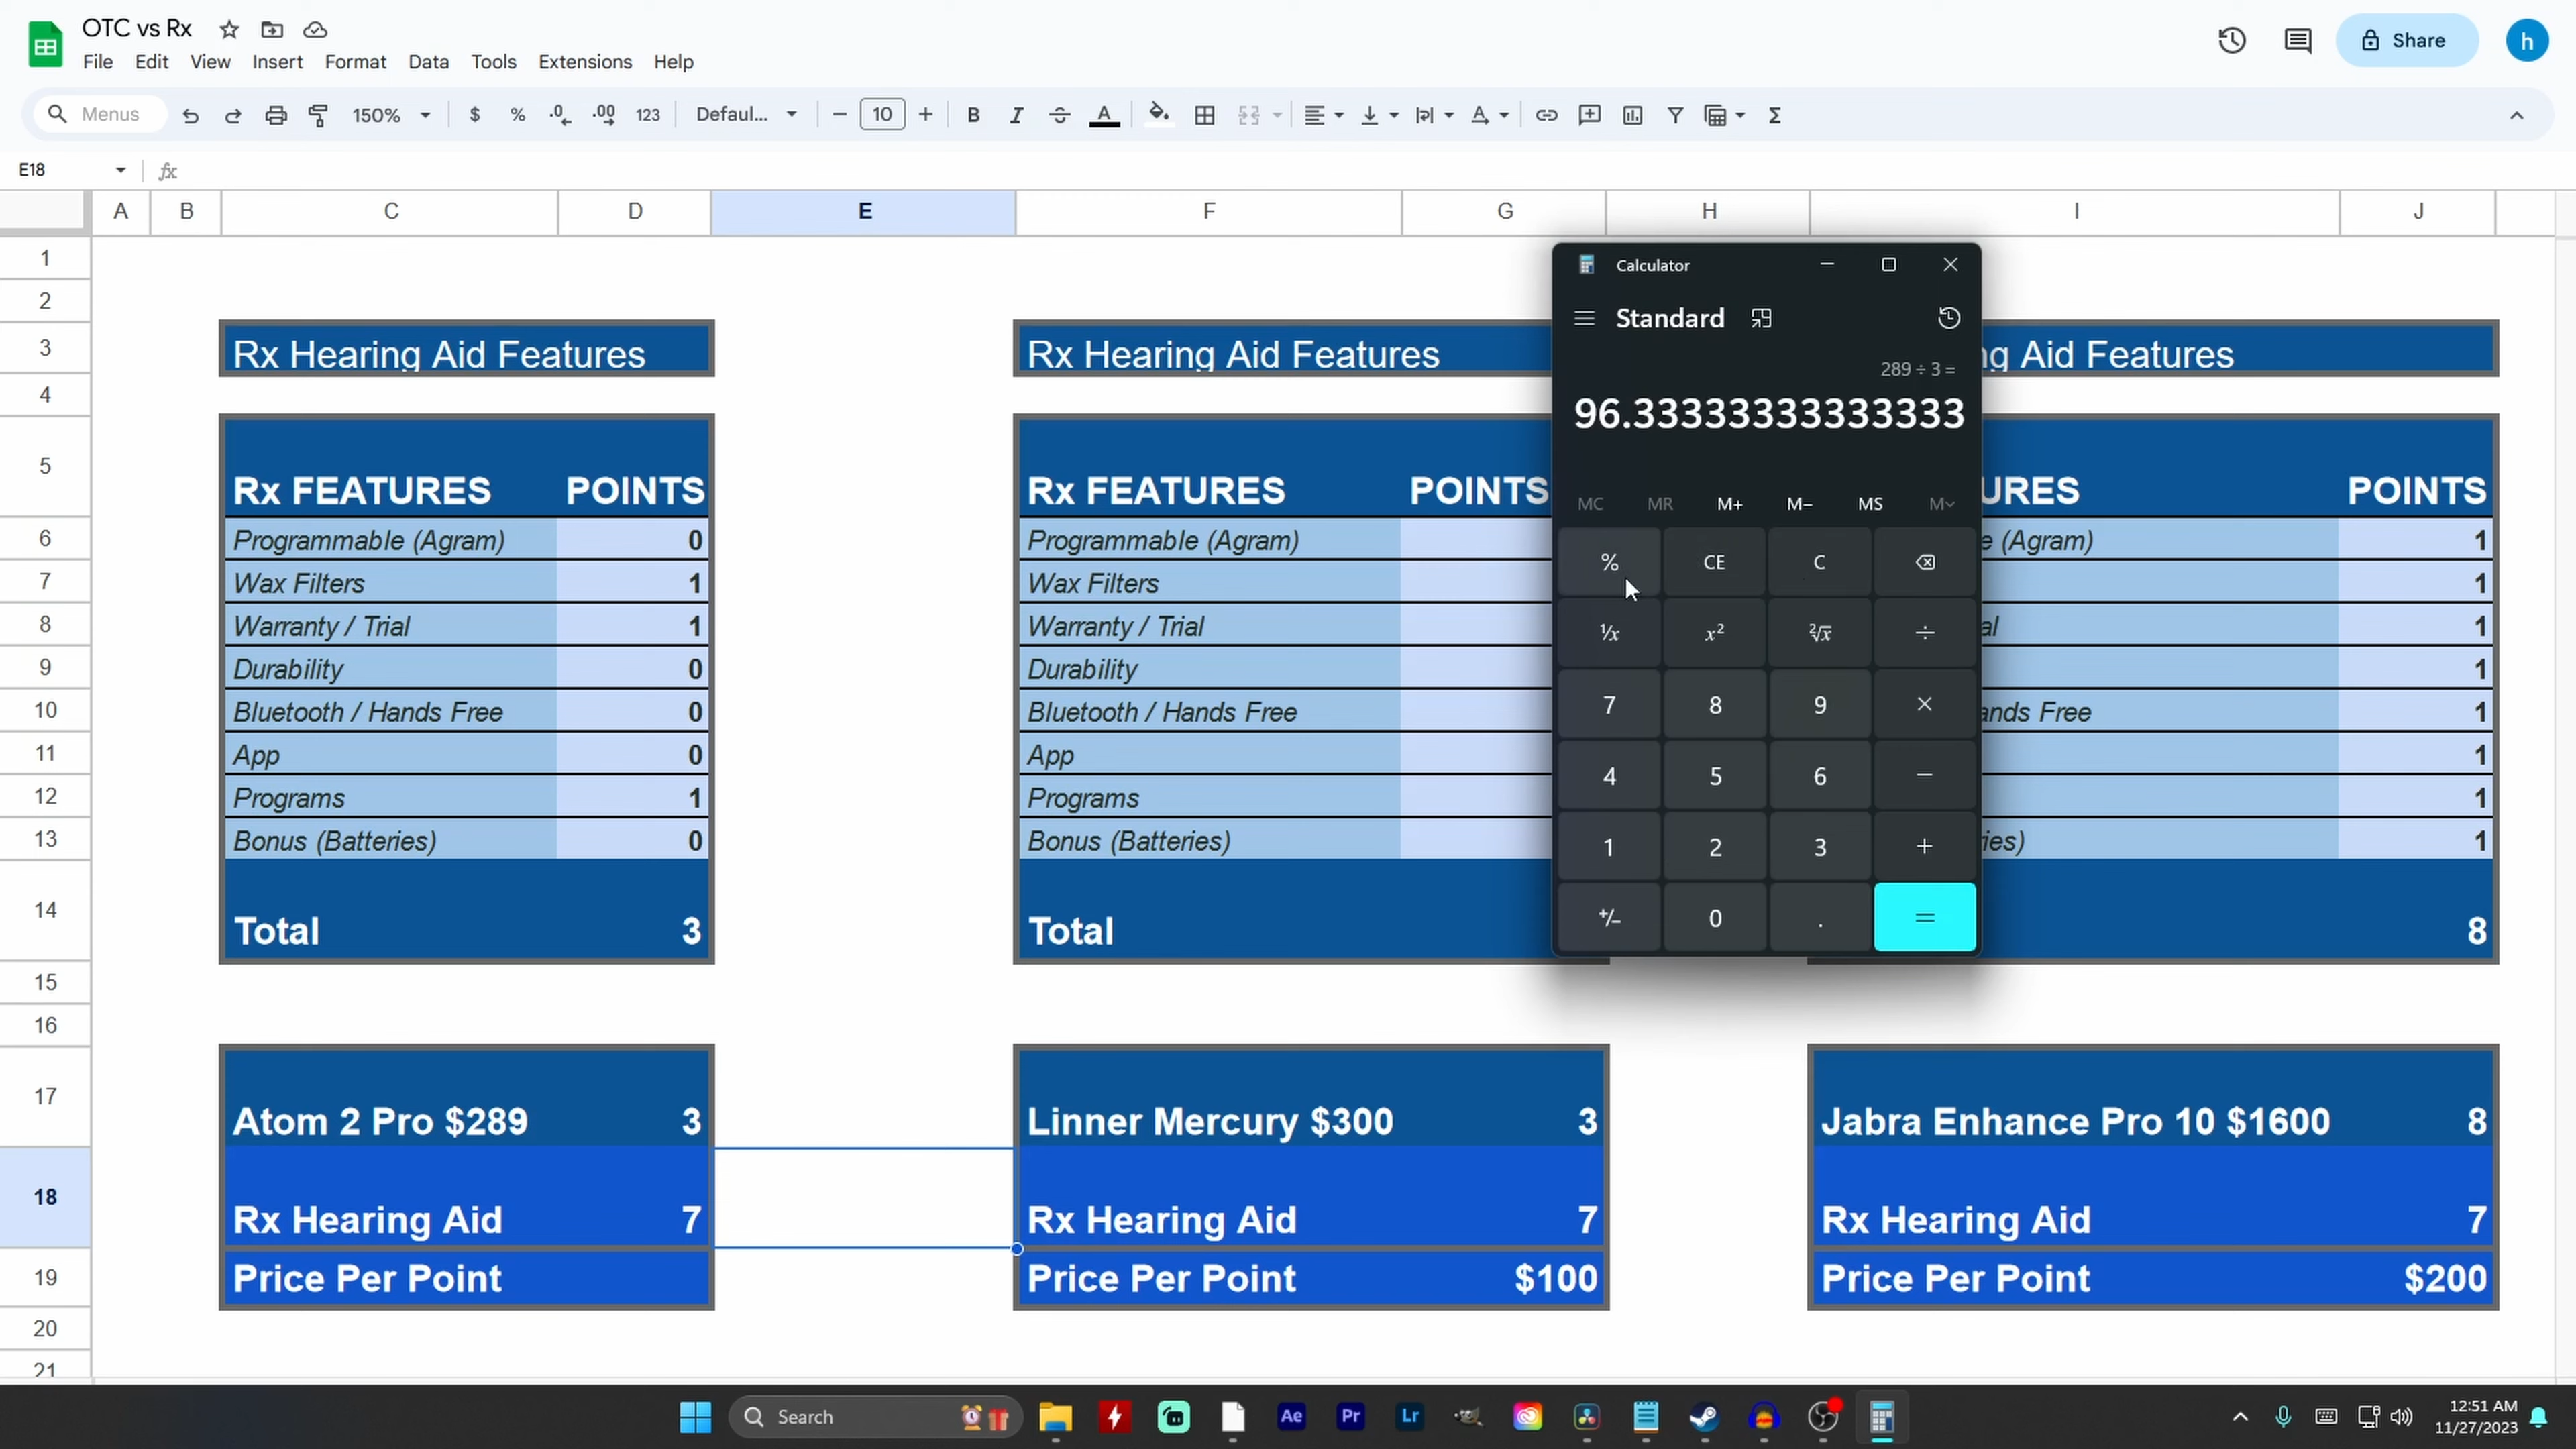 OTC vs Rx
File Edit View Insert Format Data Tools Extensions Help
Share
h
Menus 150% $ % .0 .00 123 Defaul... 10 B I A A Σ
E18 fx
A B C D E F G H I J
1
2
3 Rx Hearing Aid Features Rx Hearing Aid Features ng Aid Features
4
5 Rx FEATURES POINTS Rx FEATURES POINTS URES POINTS
6 Programmable (Agram) 0 Programmable (Agram) e (Agram) 1
7 Wax Filters 1 Wax Filters 1
8 Warranty / Trial 1 Warranty / Trial al 1
9 Durability 0 Durability 1
10 Bluetooth / Hands Free 0 Bluetooth / Hands Free ands Free 1
11 App 0 App 1
12 Programs 1 Programs 1
13 Bonus (Batteries) 0 Bonus (Batteries) ies) 1
14 Total 3 Total 8
15
16
17 Atom 2 Pro $289 3 Linner Mercury $300 3 Jabra Enhance Pro 10 $1600 8
18 Rx Hearing Aid 7 Rx Hearing Aid 7 Rx Hearing Aid 7
19 Price Per Point Price Per Point $100 Price Per Point $200
20
21
Calculator
Standard
289 ÷ 3 =
96.33333333333333
MC MR M+ M− MS M
% CE C
¹/x x² ²√x ÷
7 8 9 ×
4 5 6 −
1 2 3 +
+/− 0 . =
Search
Ae Pr Lr
12:51 AM
11/27/2023